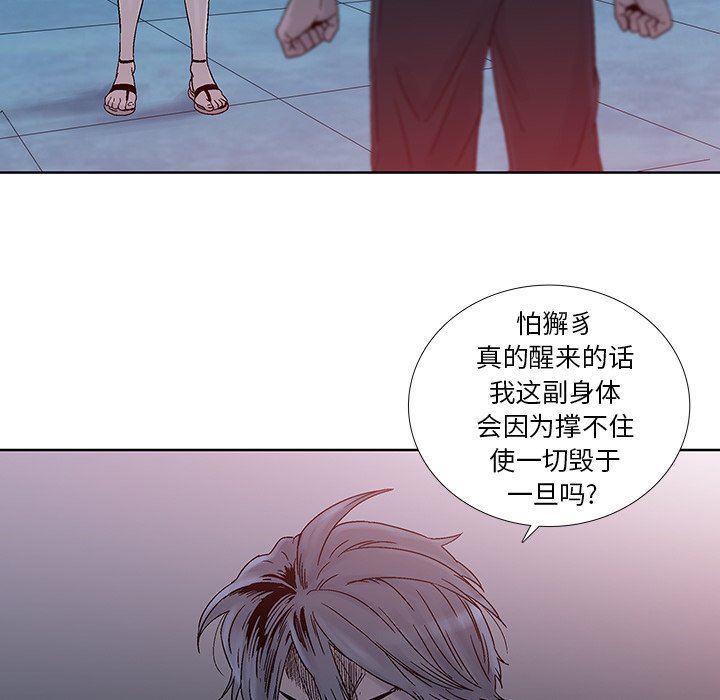 怕獬豸
真的醒来的话
我这副身体
会因为撑不住
使一切毁于
一旦吗?